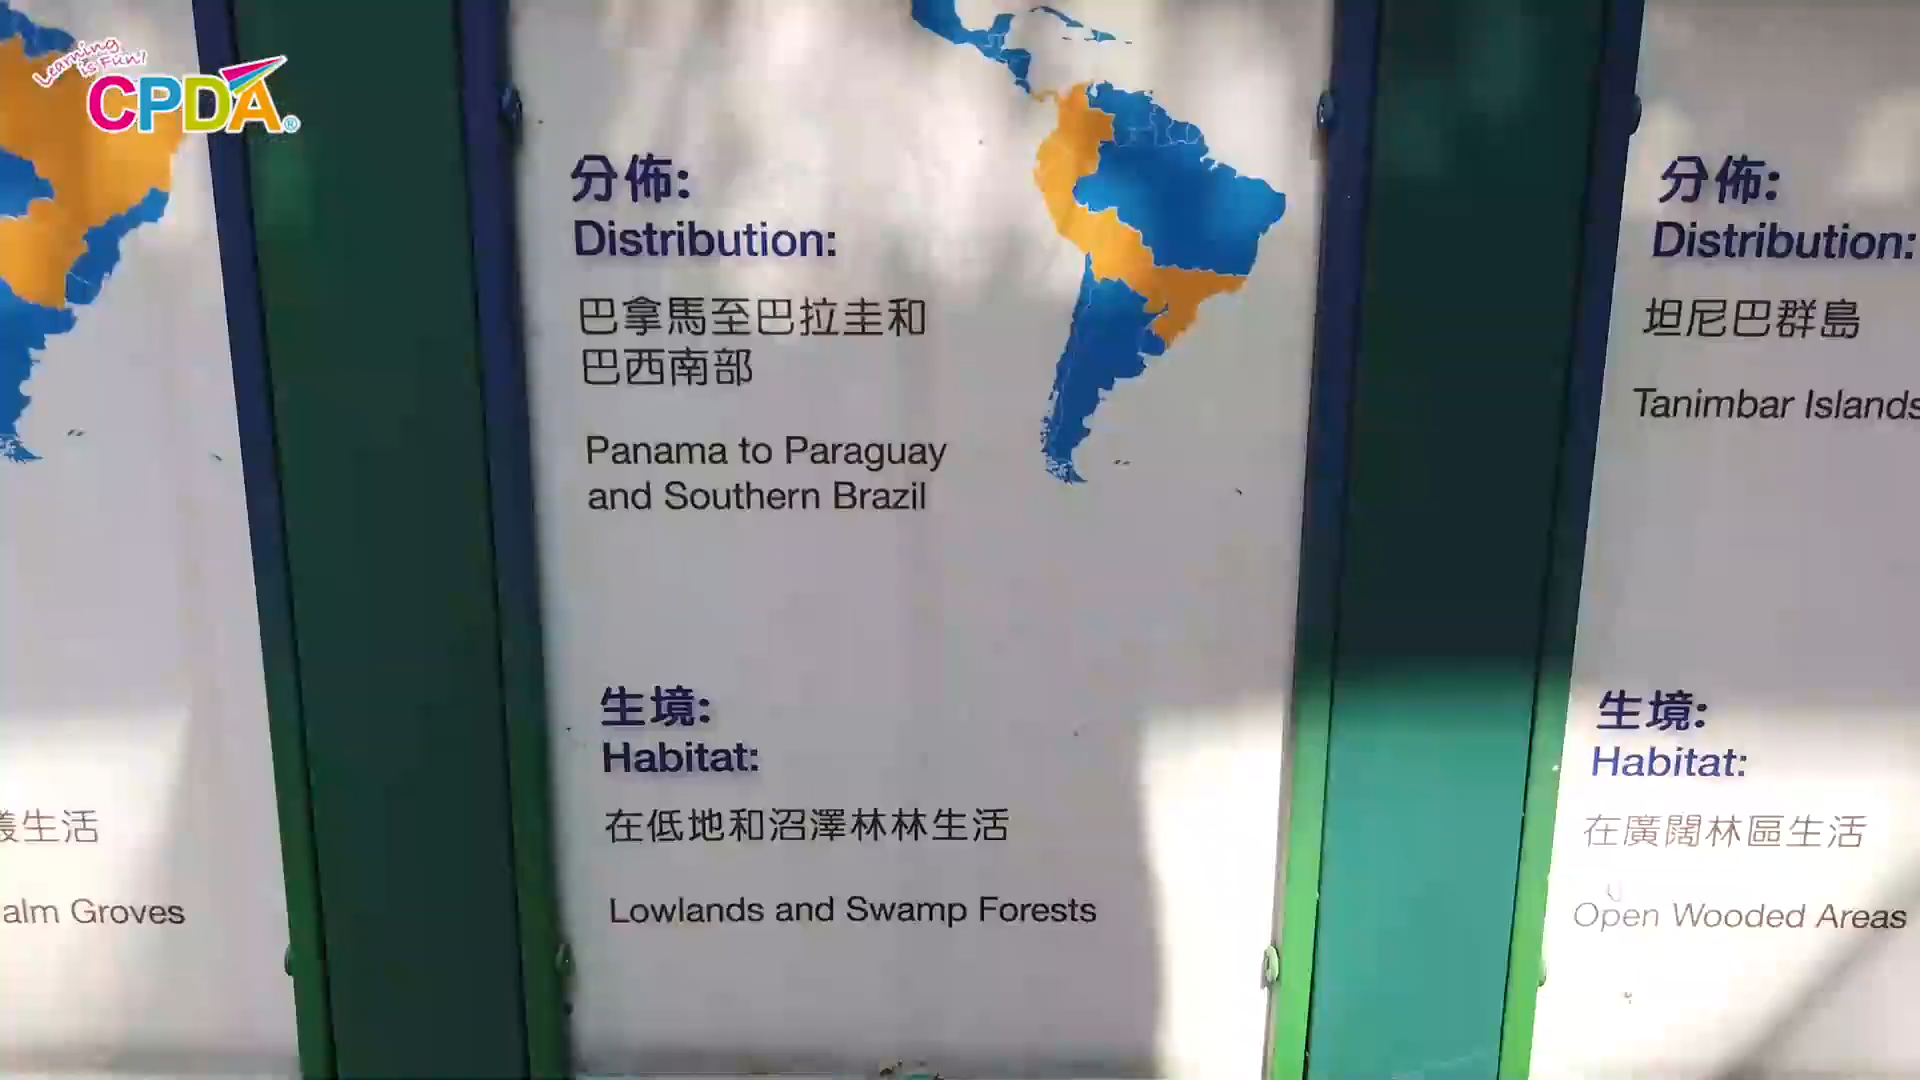 Learning
is Fun!
CPDA®
生活
Groves
分佈:
Distribution:
巴拿馬至巴拉圭和
巴西南部
Panama to Paraguay
and Southern Brazil
生境:
Habitat:
在低地和沼澤林林生活
Lowlands and Swamp Forests
分佈:
Distribution:
坦尼巴群島
Tanimbar Islands
生境:
Habitat:
在廣闊林區生活
Open Wooded Areas